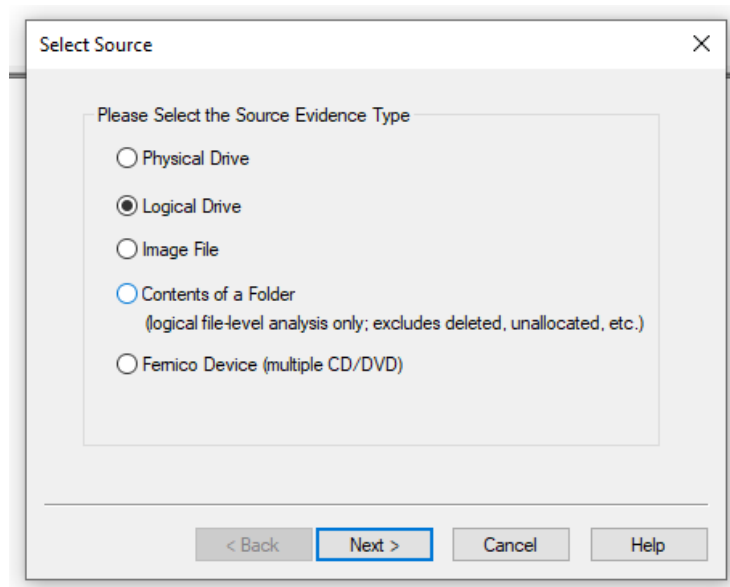 Select Source
Please Select the Source Evidence Type
Physical Drive
Logical Drive
Image File
Contents of a Folder
(logical file-level analysis only; excludes deleted, unallocated, etc.)
Fernico Device (multiple CD/DVD)
< Back
Next >
Cancel
Help